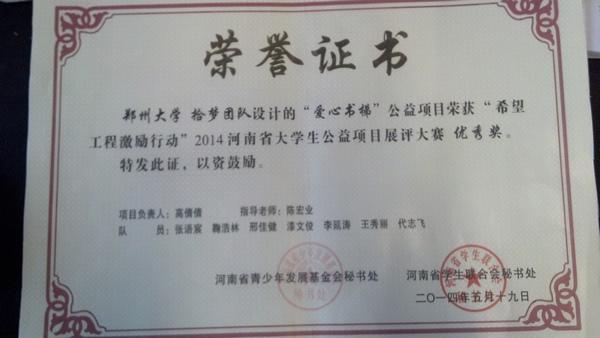 荣誉证书
郑州大学 拾梦团队设计的“爱心书梯”公益项目荣获“希望
工程激励行动”2014河南省大学生公益项目展评大赛 优秀奖。
特发此证，以资鼓励。
项目负责人：高倩倩 指导老师：陈宏业
队 员：张语宸 鞠浩林 邢佳健 漆文俊 李延涛 王秀丽 代志飞
河南省青少年发展基金会秘书处 河南省学生联合会秘书处
二〇一四年五月十九日